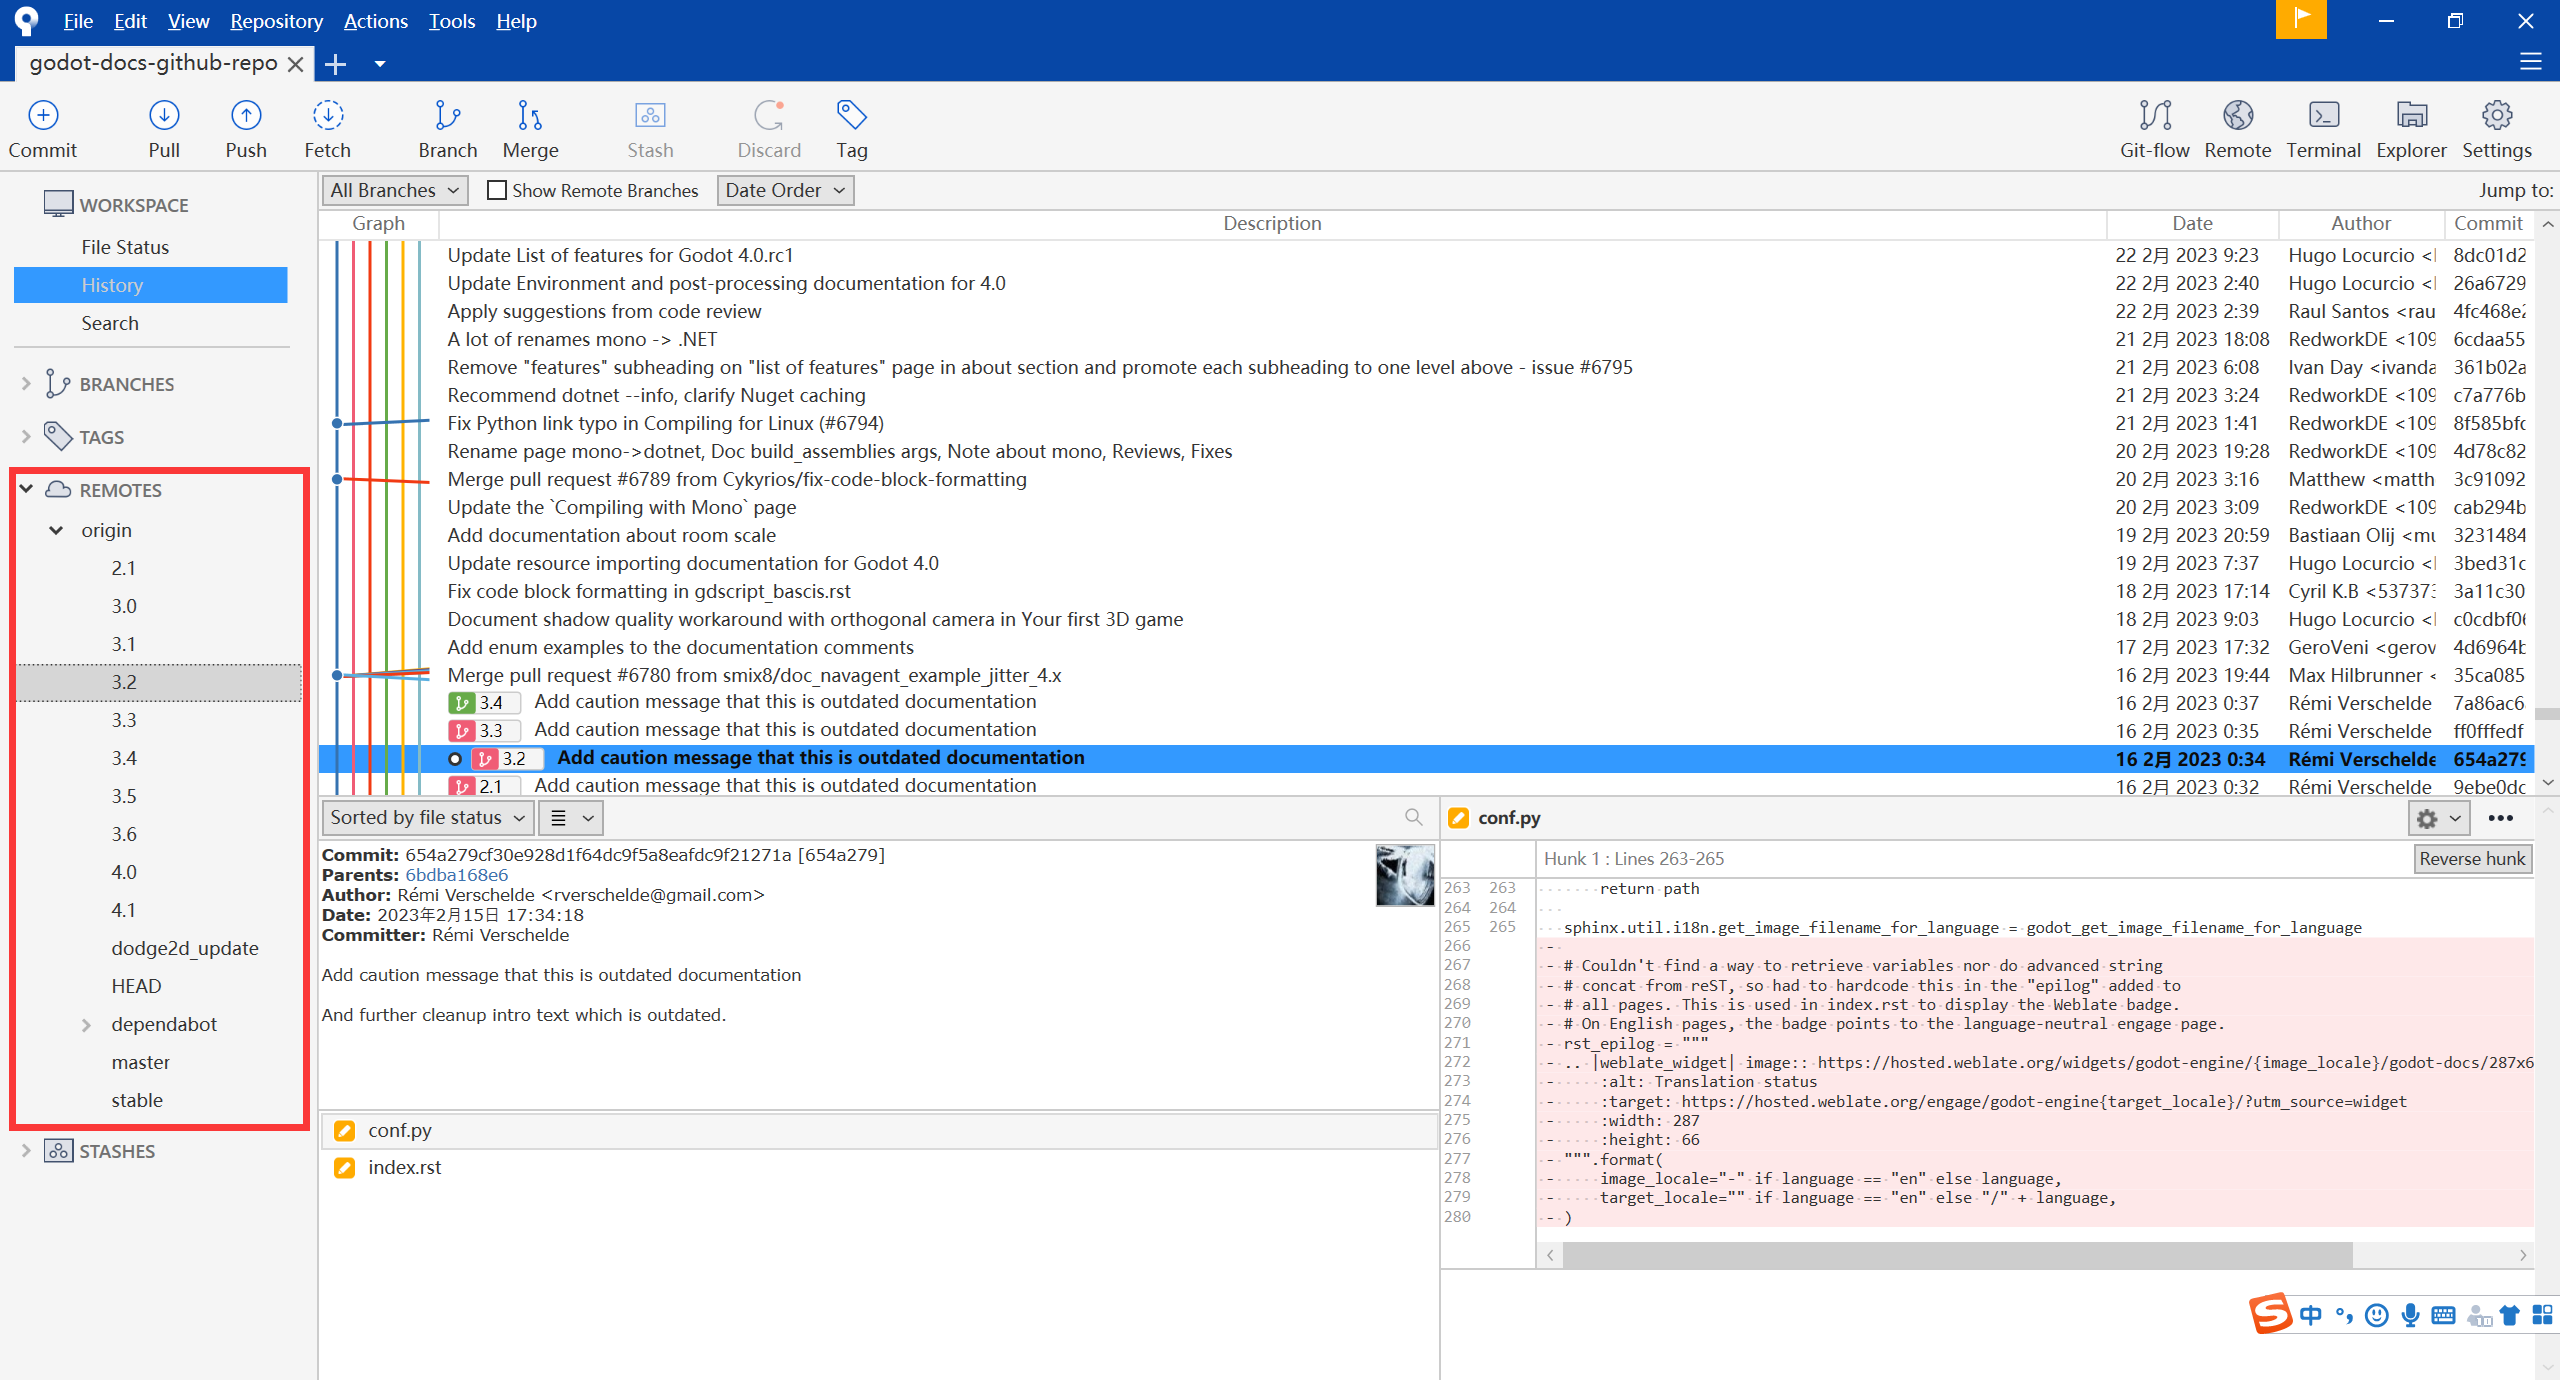 File Edit View Repository Actions Tools Help
godot-docs-github-repo
Commit Pull Push Fetch Branch Merge Stash Discard Tag Git-flow Remote Terminal Explorer Settings
WORKSPACE
File Status
History
Search
BRANCHES
TAGS
REMOTES
origin
2.1
3.0
3.1
3.2
3.3
3.4
3.5
3.6
4.0
4.1
dodge2d_update
HEAD
dependabot
master
stable
STASHES
All Branches Show Remote Branches Date Order Jump to:
Graph Description Date Author Commit
Update List of features for Godot 4.0.rc1 22 2月 2023 9:23 Hugo Locurcio < 8dc01d2
Update Environment and post-processing documentation for 4.0 22 2月 2023 2:40 Hugo Locurcio < 26a6729
Apply suggestions from code review 22 2月 2023 2:39 Raul Santos <rau 4fc468e2
A lot of renames mono -> .NET 21 2月 2023 18:08 RedworkDE <109 6cdaa55
Remove "features" subheading on "list of features" page in about section and promote each subheading to one level above - issue #6795 21 2月 2023 6:08 Ivan Day <ivanda 361b02a
Recommend dotnet --info, clarify Nuget caching 21 2月 2023 3:24 RedworkDE <109 c7a776b
Fix Python link typo in Compiling for Linux (#6794) 21 2月 2023 1:41 RedworkDE <109 8f585bfc
Rename page mono->dotnet, Doc build_assemblies args, Note about mono, Reviews, Fixes 20 2月 2023 19:28 RedworkDE <109 4d78c82
Merge pull request #6789 from Cykyrios/fix-code-block-formatting 20 2月 2023 3:16 Matthew <matth 3c91092
Update the `Compiling with Mono` page 20 2月 2023 3:09 RedworkDE <109 cab294b
Add documentation about room scale 19 2月 2023 20:59 Bastiaan Olij <mu 3231484
Update resource importing documentation for Godot 4.0 19 2月 2023 7:37 Hugo Locurcio < 3bed31c
Fix code block formatting in gdscript_bascis.rst 18 2月 2023 17:14 Cyril K.B <537373 3a11c30
Document shadow quality workaround with orthogonal camera in Your first 3D game 18 2月 2023 9:03 Hugo Locurcio < c0cdbf06
Add enum examples to the documentation comments 17 2月 2023 17:32 GeroVeni <gerov 4d6964b
Merge pull request #6780 from smix8/doc_navagent_example_jitter_4.x 16 2月 2023 19:44 Max Hilbrunner < 35ca085
3.4 Add caution message that this is outdated documentation 16 2月 2023 0:37 Rémi Verschelde 7a86ac6
3.3 Add caution message that this is outdated documentation 16 2月 2023 0:35 Rémi Verschelde ff0fffedf
3.2 Add caution message that this is outdated documentation 16 2月 2023 0:34 Rémi Verschelde 654a279
2.1 Add caution message that this is outdated documentation 16 2月 2023 0:32 Rémi Verschelde 9ebe0dc
Sorted by file status
Commit: 654a279cf30e928d1f64dc9f5a8eafdc9f21271a [654a279]
Parents: 6bdba168e6
Author: Rémi Verschelde <rverschelde@gmail.com>
Date: 2023年2月15日 17:34:18
Committer: Rémi Verschelde
Add caution message that this is outdated documentation
And further cleanup intro text which is outdated.
conf.py
index.rst
conf.py
Hunk 1 : Lines 263-265 Reverse hunk
263 263 return path
264 264
265 265 sphinx.util.i18n.get_image_filename_for_language = godot_get_image_filename_for_language
266 -
267 - # Couldn't find a way to retrieve variables nor do advanced string
268 - # concat from reST, so had to hardcode this in the "epilog" added to
269 - # all pages. This is used in index.rst to display the Weblate badge.
270 - # On English pages, the badge points to the language-neutral engage page.
271 - rst_epilog = """
272 - .. |weblate_widget| image:: https://hosted.weblate.org/widgets/godot-engine/{image_locale}/godot-docs/287x6
273 - :alt: Translation status
274 - :target: https://hosted.weblate.org/engage/godot-engine{target_locale}/?utm_source=widget
275 - :width: 287
276 - :height: 66
277 - """.format(
278 - image_locale="-" if language == "en" else language,
279 - target_locale="" if language == "en" else "/" + language,
280 - )
中